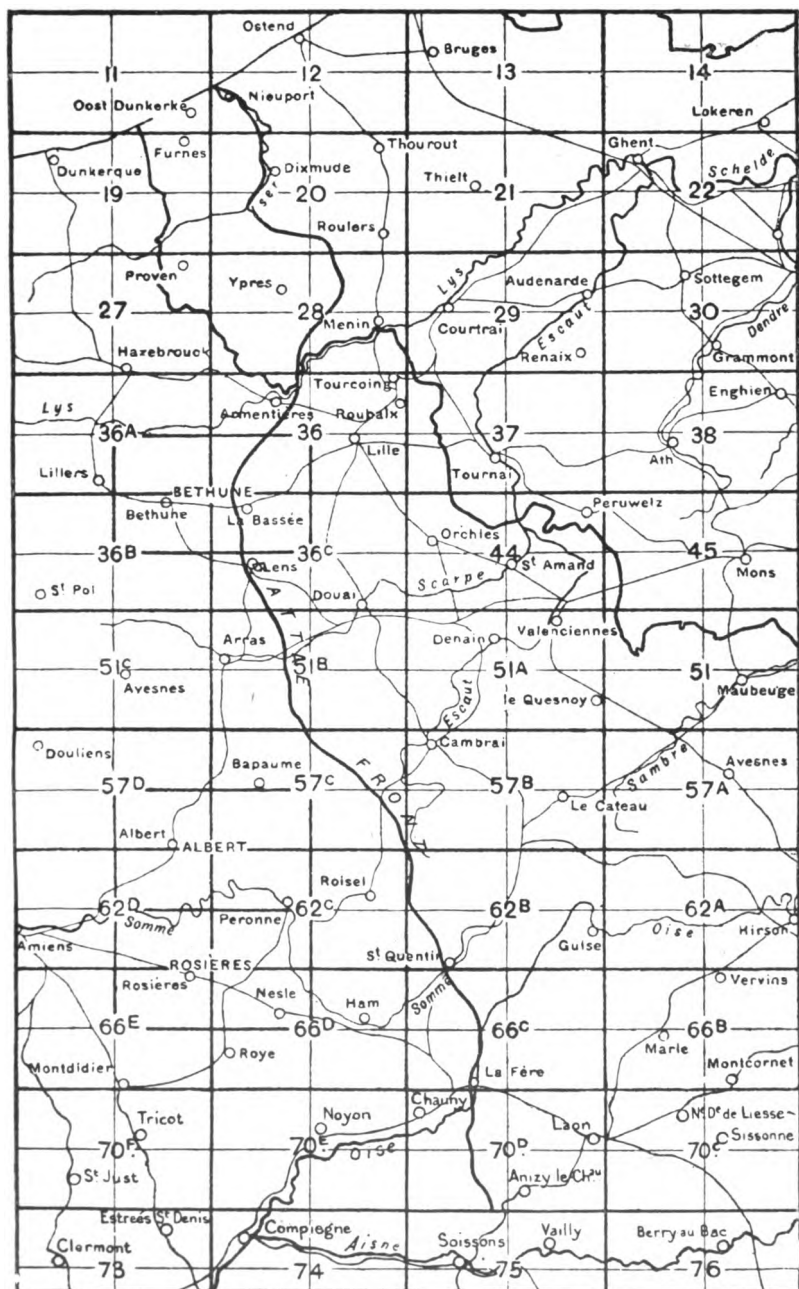 Ostend
Bruges
11
12
13
14
Nieuport
Oost Dunkerke
Lokeren
Furnes
Thourout
Ghent
Dunkerque
Dixmude
Schelde
Thielt
19
20
21
22
Yser
Roulers
Proven
Ypres
Lys
Audenarde
Sottegem
27
28
29
30
Menin
Courtrai
Escaut
Dendre
Hazebrouck
Renaix
Grammont
Tourcoing
Enghien
Lys
Armentières
Roubaix
36A
36
37
38
Lille
Ath
Lillers
Tournai
BETHUNE
Bethune
La Bassée
Peruwelz
Orchies
36B
36C
44
45
Lens
St Amand
Mons
St Pol
Douai
Scarpe
BATTLE
Denain
Valenciennes
Arras
51C
51B
51A
51
Avesnes
Maubeuge
le Quesnoy
Escaut
Cambrai
Douliens
Sambre
Avesnes
Bapaume
FRONT
57D
57C
57B
57A
Le Cateau
Albert
ALBERT
Roisel
62D
62C
62B
62A
Somme
Peronne
Guise
Oise
Hirson
Amiens
St Quentin
ROSIÈRES
Rosières
Vervins
Nesle
Ham
Somme
66E
66D
66C
66B
Roye
Marle
Montdidier
La Fére
Montcornet
Chauny
Tricot
Noyon
Laon
Nr De de Liesse
Sissonne
70F.
70E.
70D.
70C.
OISE
St Just
Anizy le Chau
Estreés St Denis
Compiegne
Aisne
Soissons
Vailly
Berry au Bac
Clermont
73
74
75
76